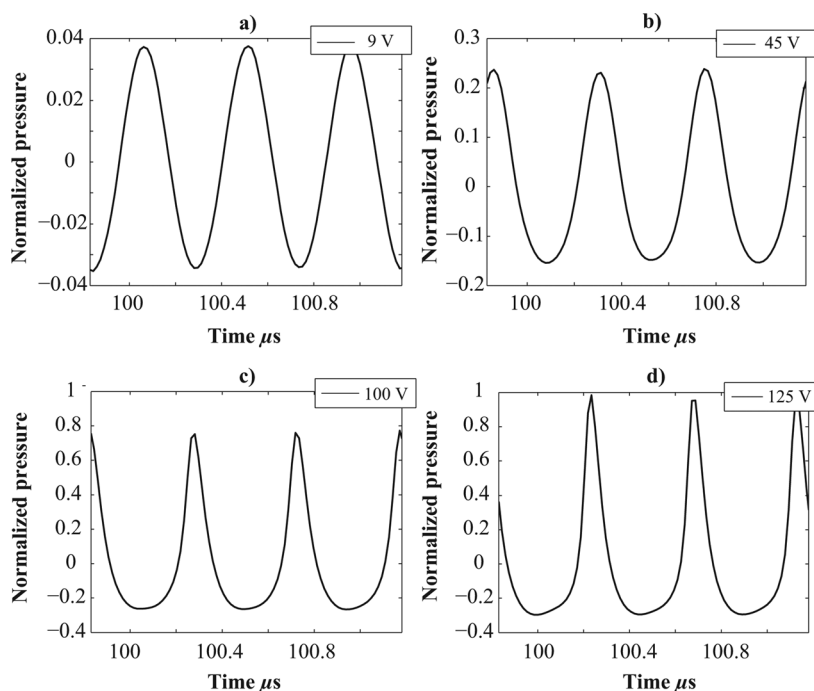 a)
9 V
0.04
0.02
0
−0.02
−0.04
Normalized pressure
100
100.4
100.8
Time μs
b)
45 V
0.3
0.2
0.1
0
−0.1
−0.2
Normalized pressure
100
100.4
100.8
Time μs
c)
100 V
1
0.8
0.6
0.4
0.2
0
−0.2
−0.4
Normalized pressure
100
100.4
100.8
Time μs
d)
125 V
1
0.8
0.6
0.4
0.2
0
−0.2
−0.4
Normalized pressure
100
100.4
100.8
Time μs